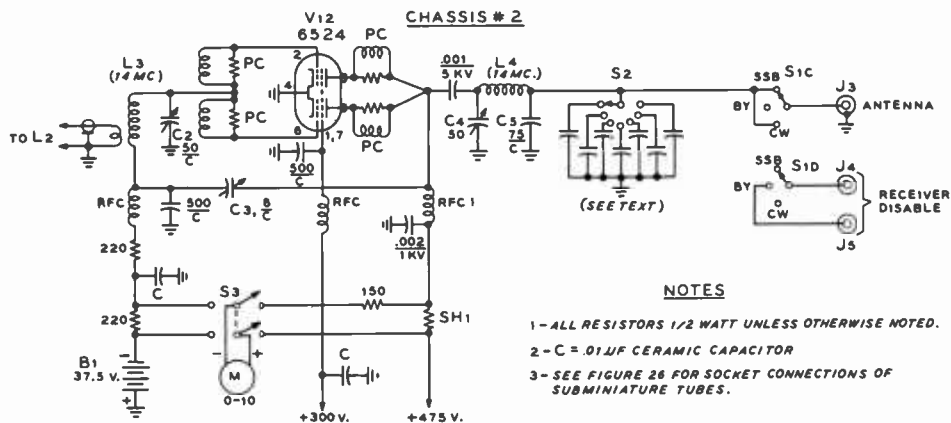 CHASSIS # 2
V12
6524
PC
PC
PC
PC
2
4
6
1,7
L3
(14 MC)
TO L2
C2
50
C
500
C
RFC
500
C
C3, 8
C
RFC
RFC 1
.001
5 KV
L4
(14 MC.)
C4
50
C5
75
C
S2
(SEE TEXT)
S1C
SSB
BY
CW
J3
ANTENNA
S1D
SSB
BY
CW
J4
J5
RECEIVER
DISABLE
.002
1 KV
220
C
220
S3
150
SH1
B1
37.5 V.
-
+
-
+
M
0-10
C
+300 V.
+475 V.
NOTES
1 - ALL RESISTORS 1/2 WATT UNLESS OTHERWISE NOTED.
2 - C = .01 µF CERAMIC CAPACITOR
3 - SEE FIGURE 26 FOR SOCKET CONNECTIONS OF
SUBMINIATURE TUBES.